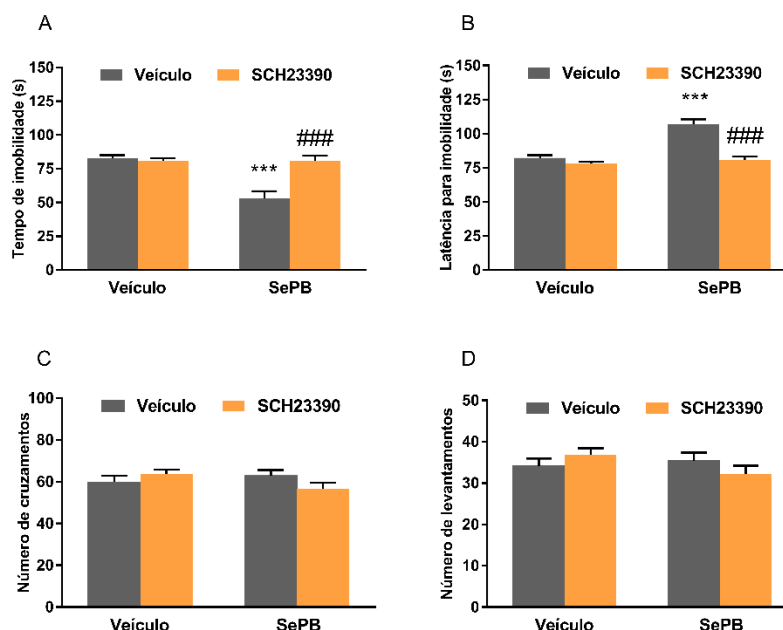 A
Veículo SCH23390
Tempo de imobilidade (s)
150
125
100
75
50
25
0
***
###
Veículo SePB
B
Veículo SCH23390
Latência para imobilidade (s)
150
125
100
75
50
25
0
***
###
Veículo SePB
C
Veículo SCH23390
Número de cruzamentos
100
80
60
40
20
0
Veículo SePB
D
Veículo SCH23390
Número de levantamentos
50
40
30
20
10
0
Veículo SePB